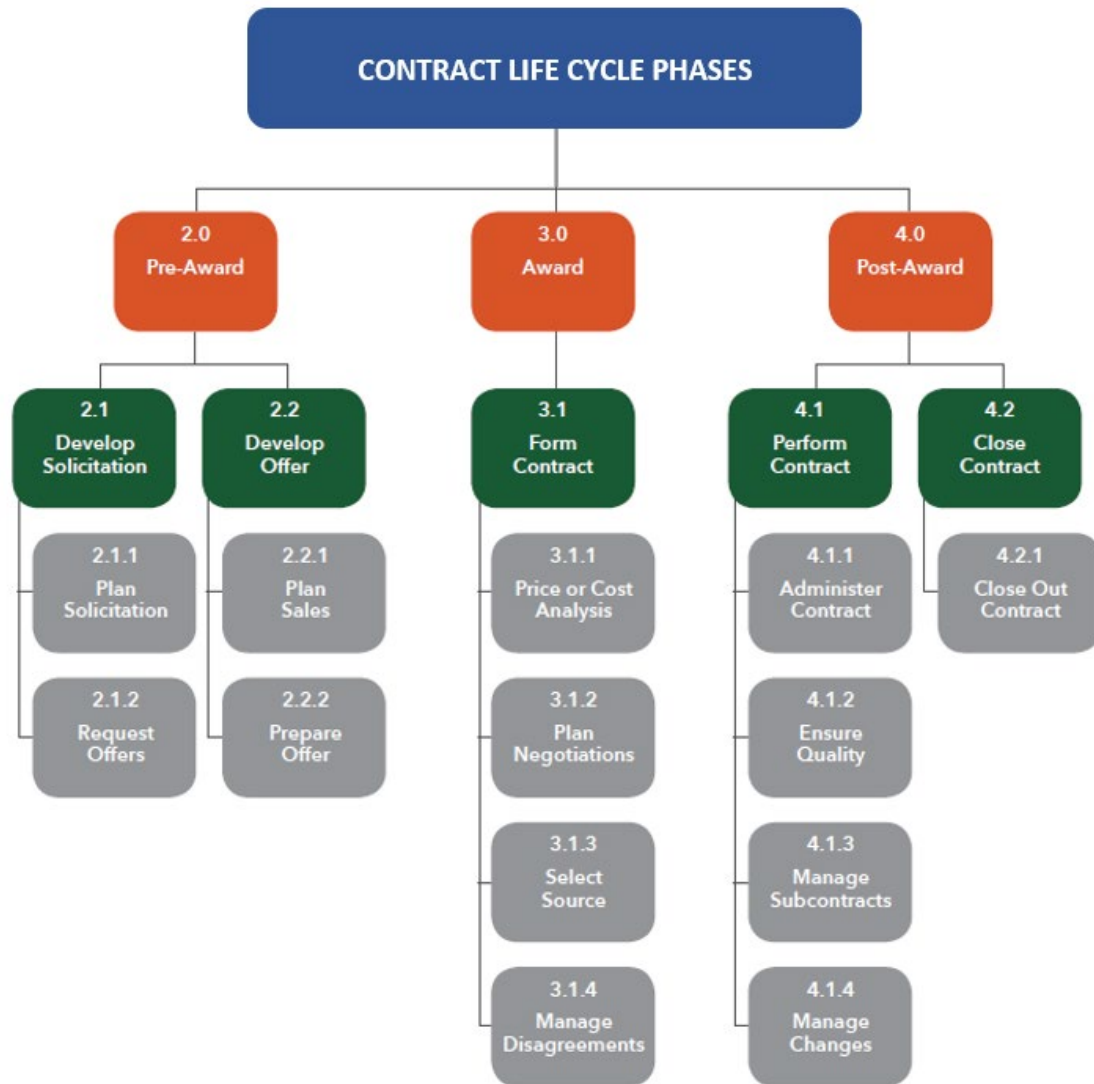 CONTRACT LIFE CYCLE PHASES
2.0
Pre-Award
3.0
Award
4.0
Post-Award
2.1
Develop
Solicitation
2.2
Develop
Offer
3.1
Form
Contract
4.1
Perform
Contract
4.2
Close
Contract
2.1.1
Plan
Solicitation
2.2.1
Plan
Sales
3.1.1
Price or Cost
Analysis
4.1.1
Administer
Contract
4.2.1
Close Out
Contract
2.1.2
Request
Offers
2.2.2
Prepare
Offer
3.1.2
Plan
Negotiations
4.1.2
Ensure
Quality
3.1.3
Select
Source
4.1.3
Manage
Subcontracts
3.1.4
Manage
Disagreements
4.1.4
Manage
Changes